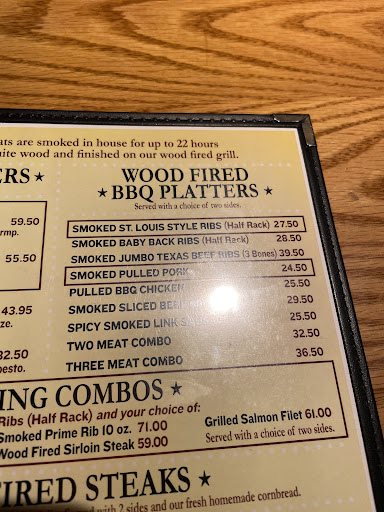 ats are smoked in house for up to 22 hours
uite wood and finished on our wood fired grill.
ERS ★
59.50
rmp.
55.50
43.95
ze.
32.50
pesto.
WOOD FIRED
★ BBQ PLATTERS ★
Served with a choice of two sides.
SMOKED ST. LOUIS STYLE RIBS (Half Rack) 27.50
SMOKED BABY BACK RIBS (Half Rack) 28.50
SMOKED JUMBO TEXAS BEEF RIBS (3 Bones) 39.50
SMOKED PULLED PORK 24.50
PULLED BBQ CHICKEN 25.50
SMOKED SLICED 29.50
SPICY SMOKED LINK 25.50
TWO MEAT COMBO 32.50
THREE MEAT COMBO 36.50
ING COMBOS ★
Ribs (Half Rack) and your choice of:
Smoked Prime Rib 10 oz. 71.00
Wood Fired Sirloin Steak 59.00
Grilled Salmon Filet 61.00
Served with a choice of two sides.
FIRED STEAKS ★
with 2 sides and our fresh homemade cornbread.